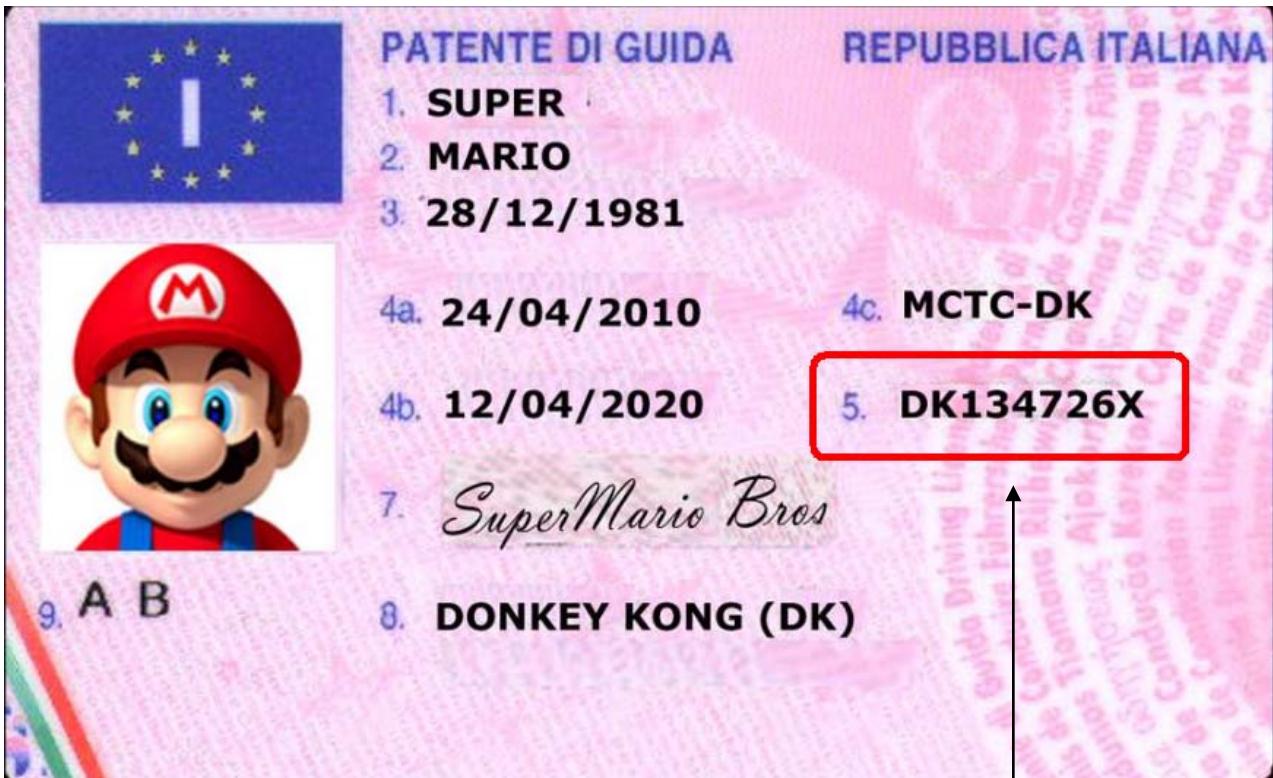 PATENTE DI GUIDA REPUBBLICA ITALIANA
1. SUPER
2. MARIO
3. 28/12/1981
4a. 24/04/2010 4c. MCTC-DK
4b. 12/04/2020 5. DK134726X
7. SuperMario Bros
9. A B
8. DONKEY KONG (DK)
I
M